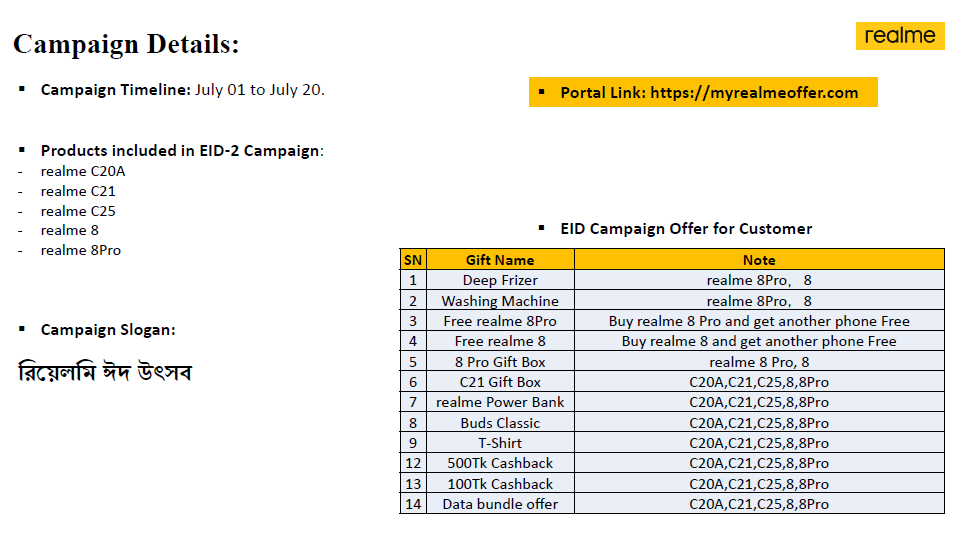 Campaign Details:
realme
▪ Campaign Timeline: July 01 to July 20.
▪ Portal Link: https://myrealmeoffer.com
▪ Products included in EID-2 Campaign:
- realme C20A
- realme C21
- realme C25
- realme 8
- realme 8Pro
▪ Campaign Slogan:
রিয়েলমি ঈদ উৎসব
▪ EID Campaign Offer for Customer
SN Gift Name Note
1 Deep Frizer realme 8Pro, 8
2 Washing Machine realme 8Pro, 8
3 Free realme 8Pro Buy realme 8 Pro and get another phone Free
4 Free realme 8 Buy realme 8 and get another phone Free
5 8 Pro Gift Box realme 8 Pro, 8
6 C21 Gift Box C20A,C21,C25,8,8Pro
7 realme Power Bank C20A,C21,C25,8,8Pro
8 Buds Classic C20A,C21,C25,8,8Pro
9 T-Shirt C20A,C21,C25,8,8Pro
12 500Tk Cashback C20A,C21,C25,8,8Pro
13 100Tk Cashback C20A,C21,C25,8,8Pro
14 Data bundle offer C20A,C21,C25,8,8Pro